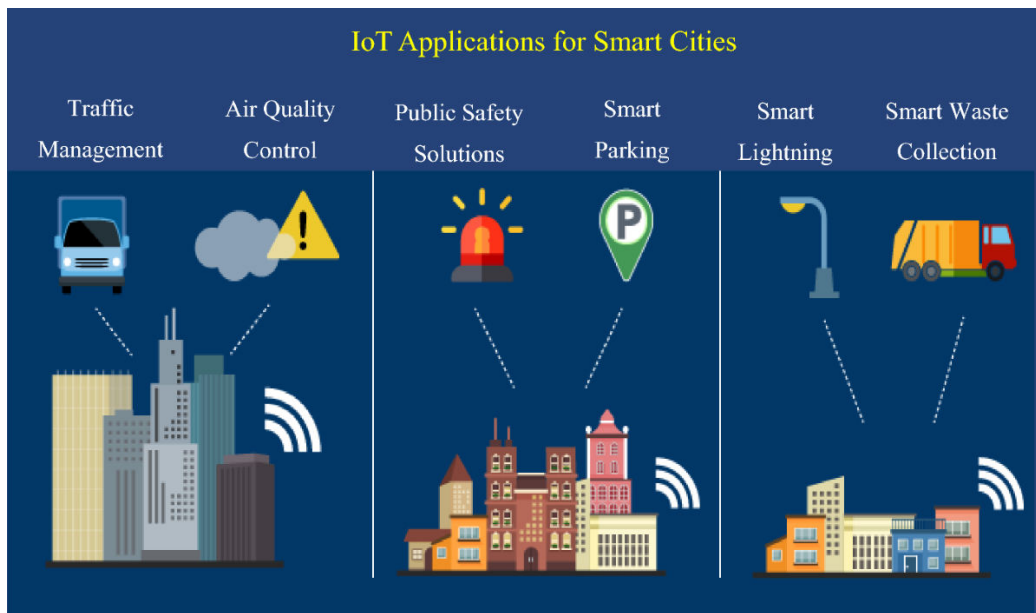 IoT Applications for Smart Cities
Traffic
Management
Air Quality
Control
Public Safety
Solutions
Smart
Parking
Smart
Lightning
Smart Waste
Collection
!
P